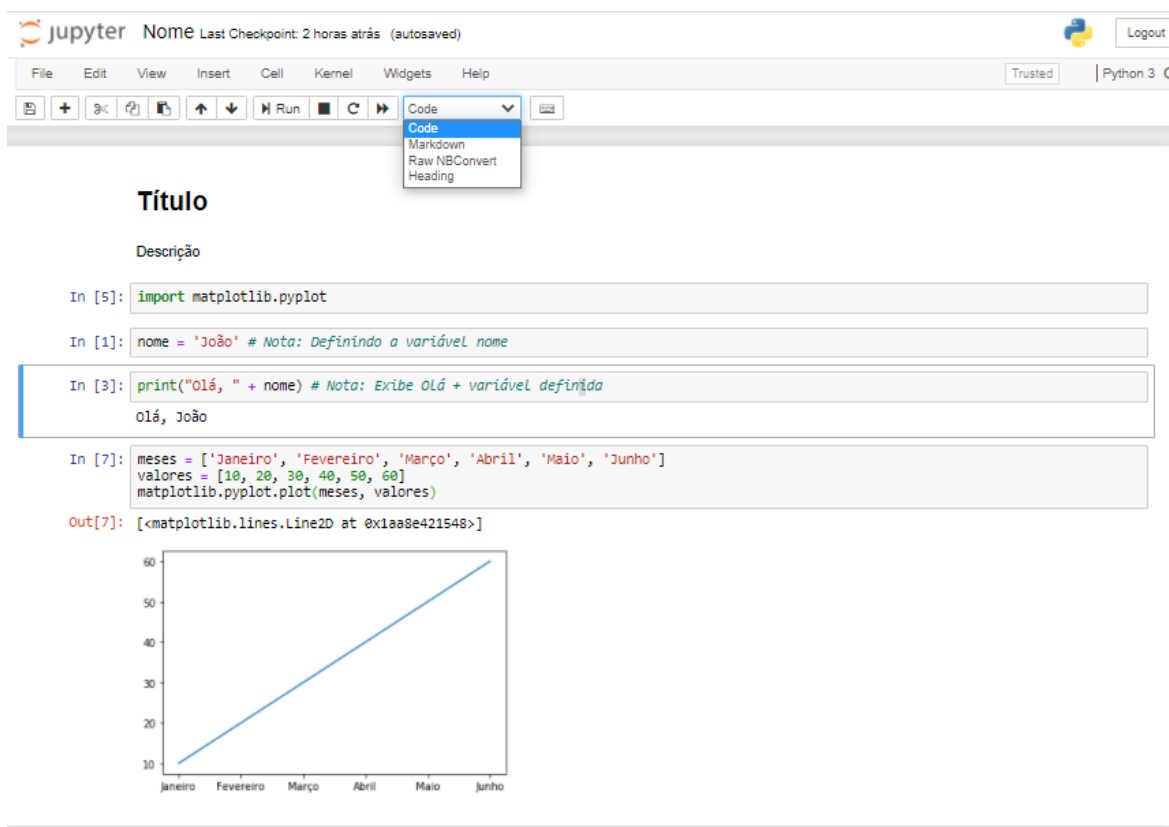 jupyter Nome Last Checkpoint: 2 horas atrás (autosaved) Logout
File Edit View Insert Cell Kernel Widgets Help Trusted Python 3
Run Code
Code
Markdown
Raw NBConvert
Heading
Título
Descrição
In [5]: import matplotlib.pyplot
In [1]: nome = 'João' # Nota: Definindo a variável nome
In [3]: print("Olá, " + nome) # Nota: Exibe Olá + variável definida
Olá, João
In [7]: meses = ['Janeiro', 'Fevereiro', 'Março', 'Abril', 'Maio', 'Junho']
valores = [10, 20, 30, 40, 50, 60]
matplotlib.pyplot.plot(meses, valores)
Out[7]: [<matplotlib.lines.Line2D at 0x1aa8e421548>]
60
50
40
30
20
10
Janeiro Fevereiro Março Abril Maio Junho